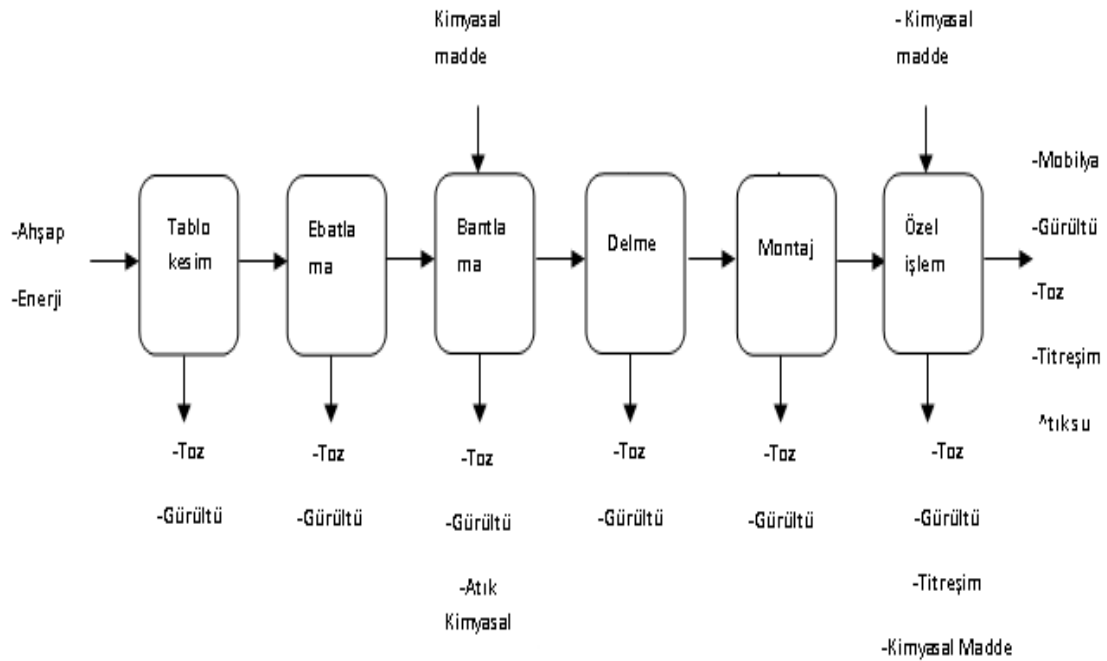 Kimyasal
madde
- Kimyasal
madde
-Ahşap
-Enerji
Tablo
kesim
Ebatla
ma
Bantla
ma
Delme
Montaj
Özel
işlem
-Mobilya
-Gürültü
-Toz
-Titreşim
^tıksu
-Toz
-Gürültü
-Toz
-Gürültü
-Toz
-Gürültü
-Atık
Kimyasal
-Toz
-Gürültü
-Toz
-Gürültü
-Toz
-Gürültü
-Titreşim
-Kimyasal Madde